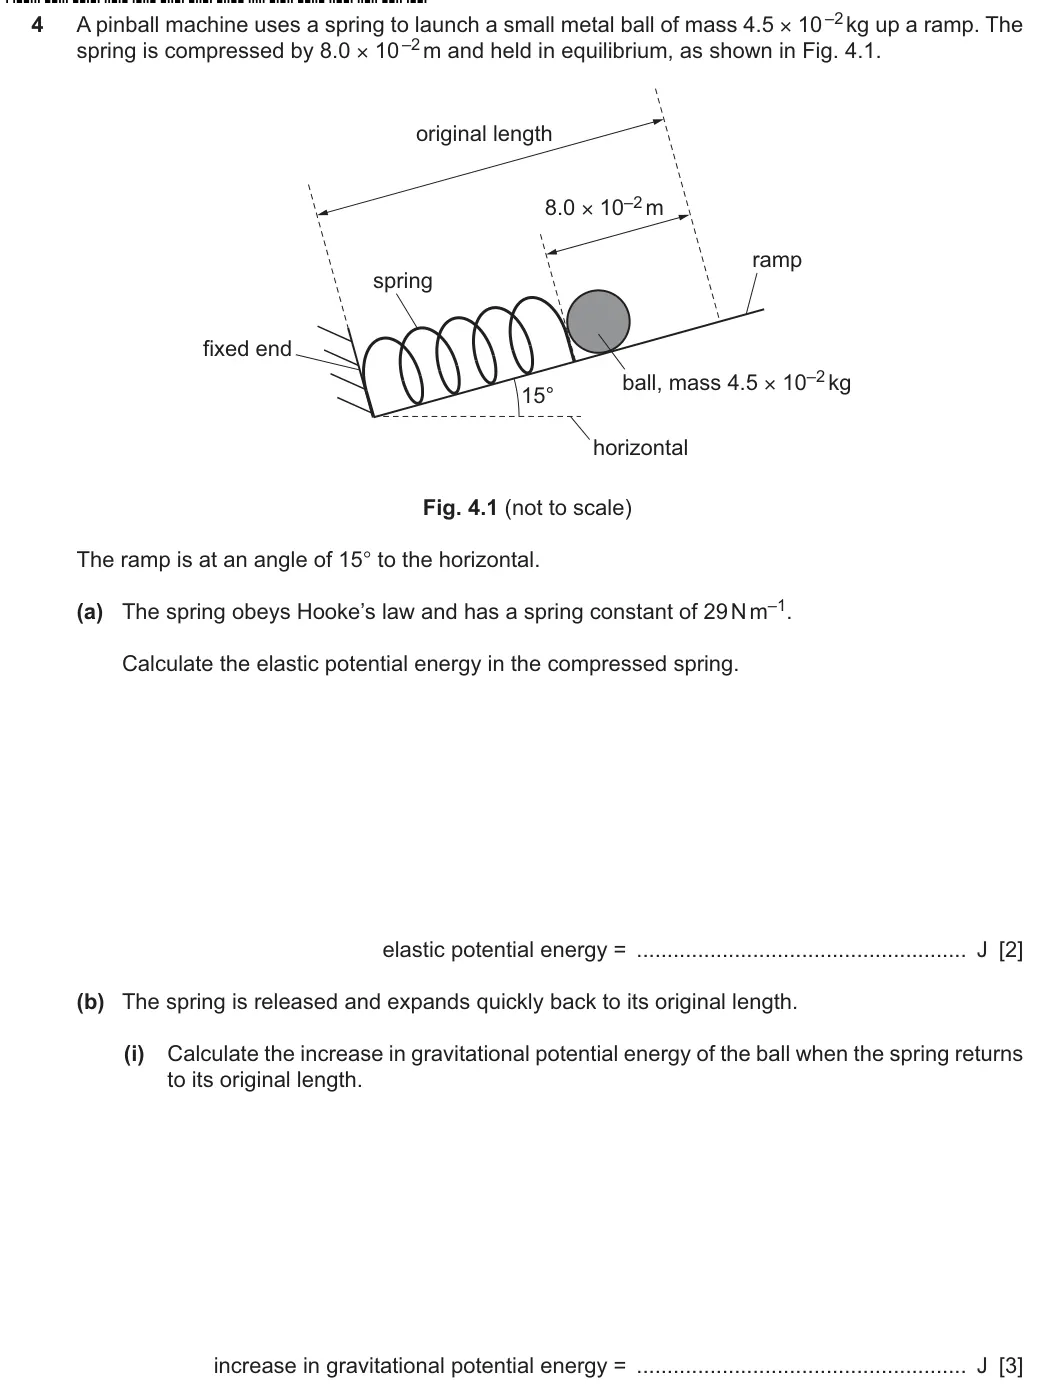 4 A pinball machine uses a spring to launch a small metal ball of mass 4.5 × 10⁻² kg up a ramp. The
spring is compressed by 8.0 × 10⁻² m and held in equilibrium, as shown in Fig. 4.1.
original length
8.0 × 10⁻² m
ramp
spring
fixed end
ball, mass 4.5 × 10⁻² kg
15°
horizontal
Fig. 4.1 (not to scale)
The ramp is at an angle of 15° to the horizontal.
(a) The spring obeys Hooke’s law and has a spring constant of 29 N m⁻¹.
Calculate the elastic potential energy in the compressed spring.
elastic potential energy = ...................................................... J [2]
(b) The spring is released and expands quickly back to its original length.
(i) Calculate the increase in gravitational potential energy of the ball when the spring returns
to its original length.
increase in gravitational potential energy = ...................................................... J [3]